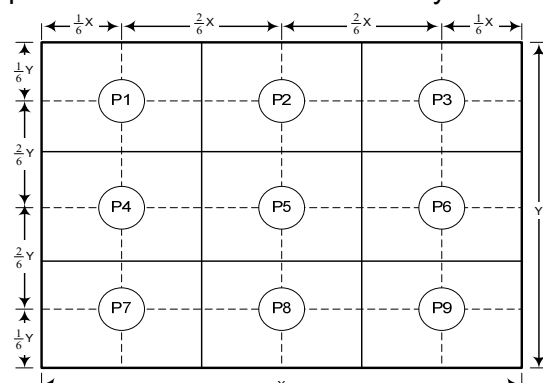 1/6 X 2/6 X 2/6 X 1/6 X
1/6 Y
P1 P2 P3
2/6 Y
P4 P5 P6
Y
2/6 Y
P7 P8 P9
1/6 Y